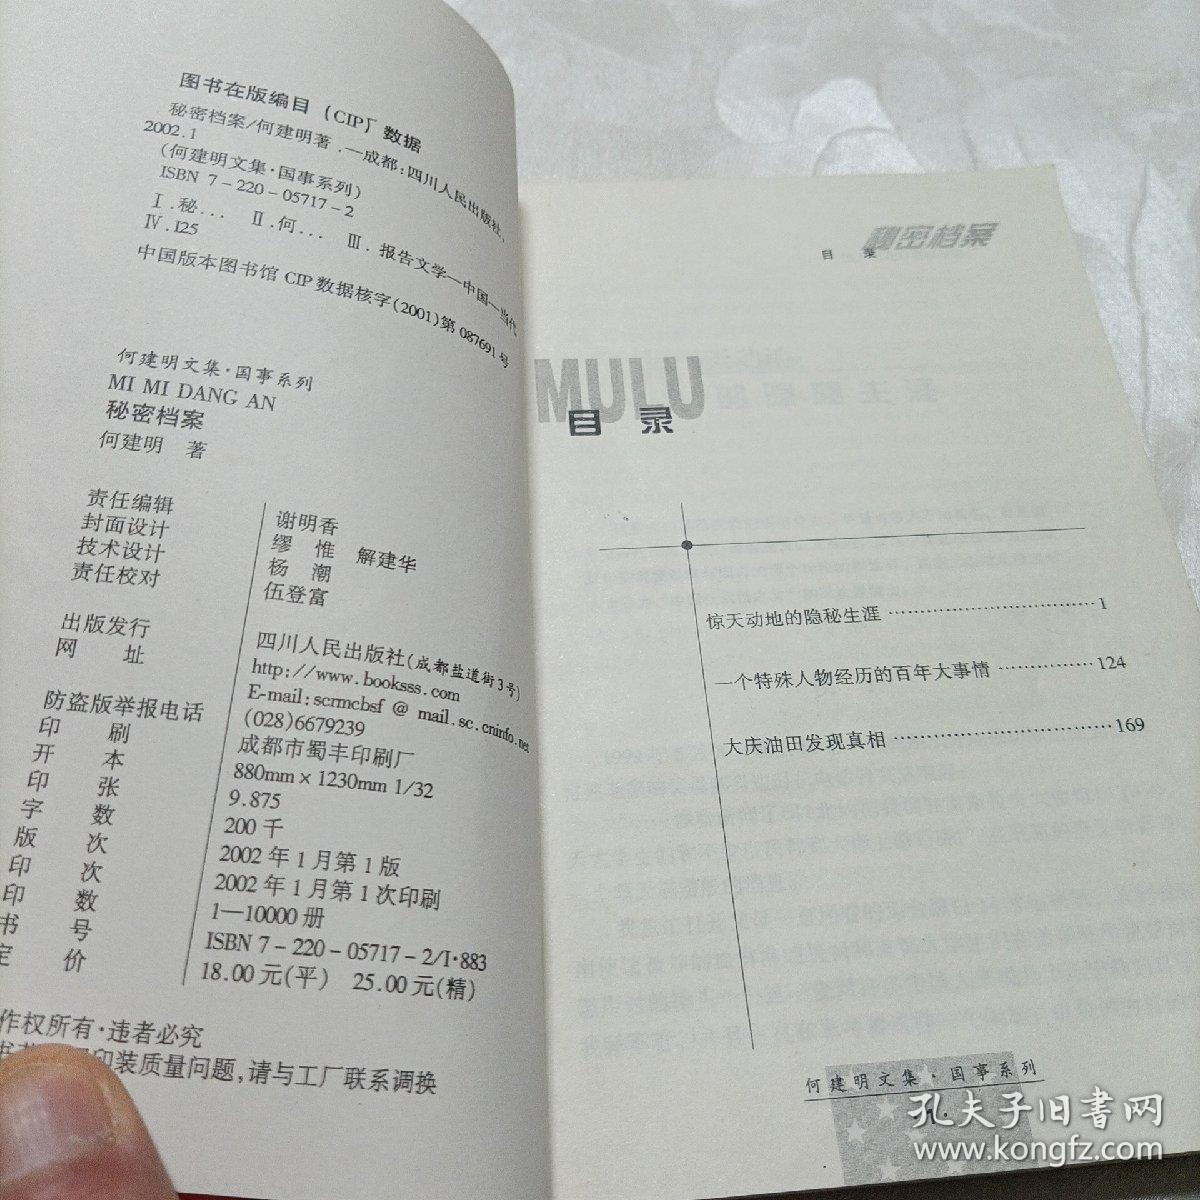 图书在版编目(CIP)数据
秘密档案/何建明著.—成都:四川人民出版社,
2002.1
(何建明文集·国事系列)
ISBN 7-220-05717-2
Ⅰ.秘... Ⅱ.何... Ⅲ.报告文学—中国—当代
Ⅳ.I25
中国版本图书馆CIP数据核字(2001)第087691号
何建明文集·国事系列
MI MI DANG AN
秘密档案
何建明 著
责任编辑 谢明香
封面设计 缪 惟 解建华
技术设计 杨 潮
责任校对 伍登富
出版发行 四川人民出版社(成都盐道街3号)
网 址 http://www.booksss.com
E-mail:scrmcbsf @ mail.sc.cninfo.net
防盗版举报电话 (028)6679239
印 刷 成都市蜀丰印刷厂
开 本 880mm×1230mm 1/32
印 张 9.875
字 数 200千
版 次 2002年1月第1版
印 次 2002年1月第1次印刷
印 数 1—10000册
书 号 ISBN 7-220-05717-2/I·883
定 价 18.00元(平) 25.00元(精)
作权所有·违者必究
印装质量问题,请与工厂联系调换
秘密档案
目 录
MULU
目 录
惊天动地的隐秘生涯 …………………………1
一个特殊人物经历的百年大事情 ……………124
大庆油田发现真相 …………………………169
何建明文集·国事系列
·1·
孔夫子旧书网
www.kongfz.com